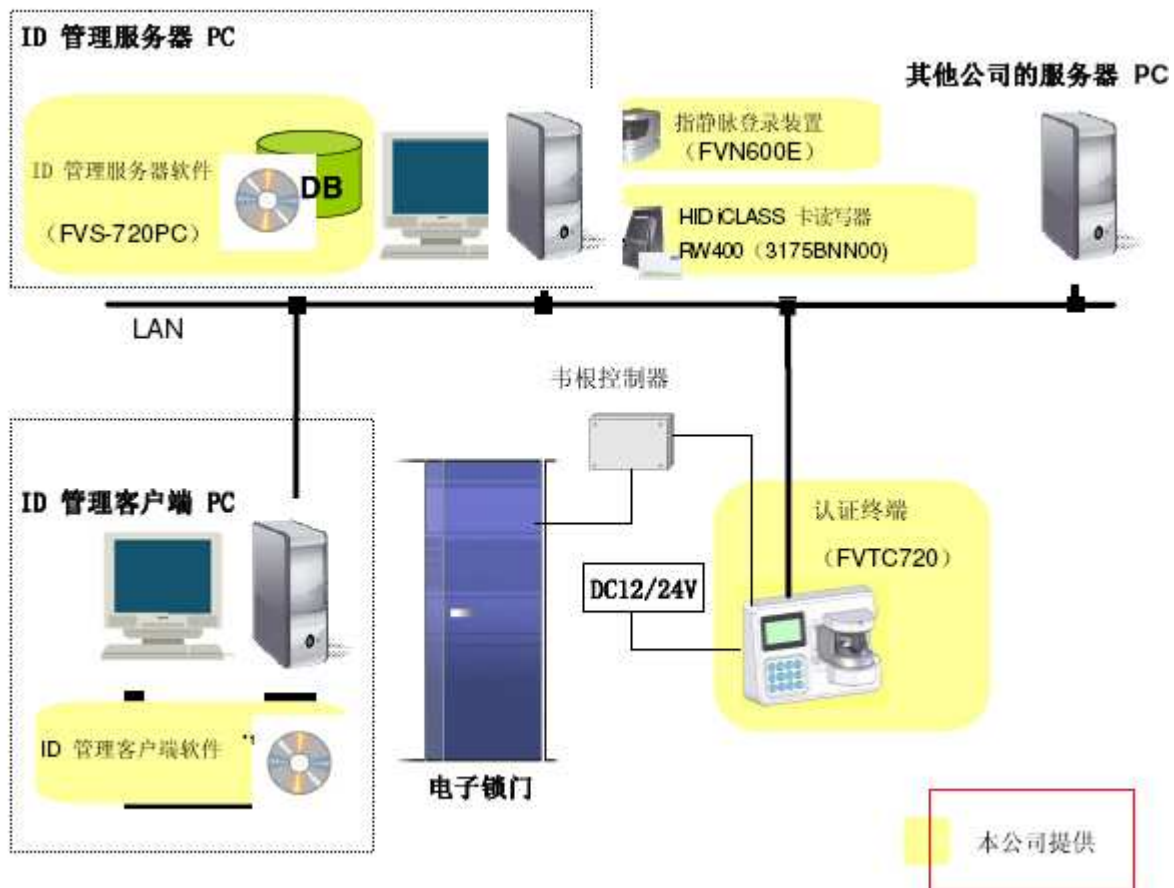 ID 管理服务器 PC
其他公司的服务器 PC
ID 管理服务器软件
（FVS-720PC）
DB
指静脉登录装置
（FVN600E）
HID iCLASS 卡读写器
RW400（3175BNN00)
LAN
书根控制器
ID 管理客户端 PC
认证终端
（FVTC720）
DC12/24V
ID 管理客户端软件 *1
电子锁门
本公司提供